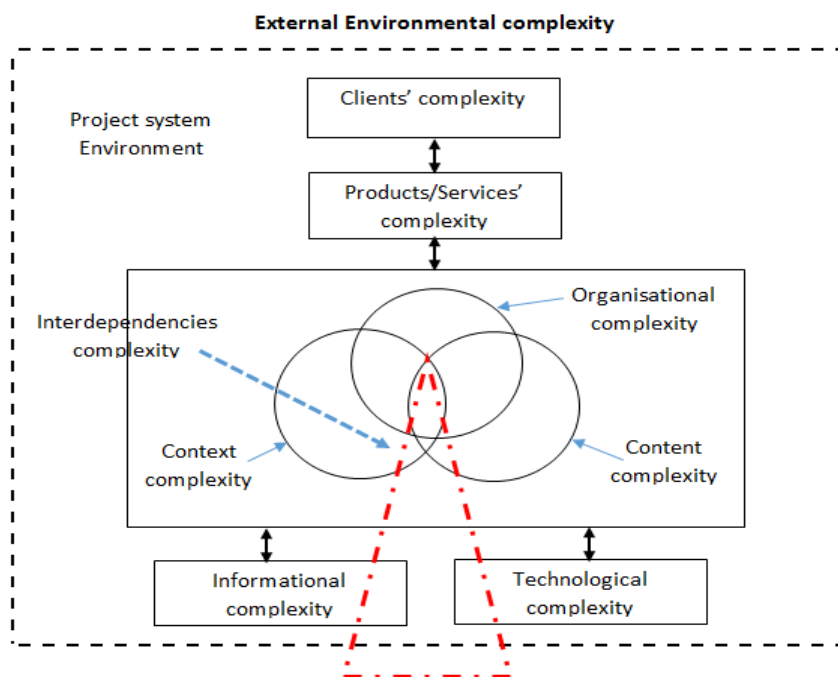 External Environmental complexity
Project system
Environment
Clients’ complexity
Products/Services’
complexity
Organisational
complexity
Interdependencies
complexity
Context
complexity
Content
complexity
Informational
complexity
Technological
complexity